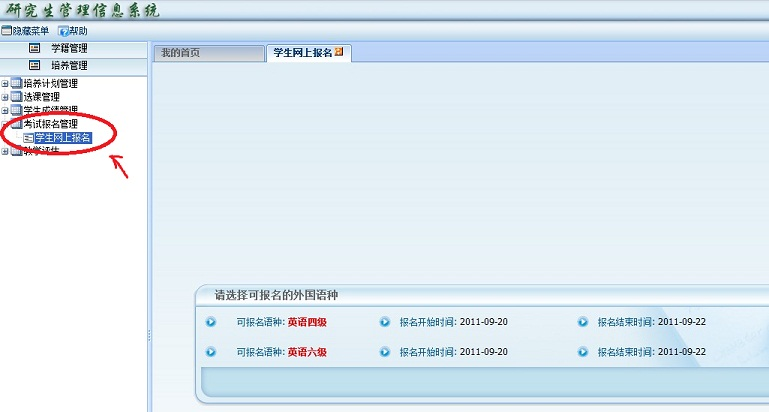 研究生管理信息系统
隐藏菜单 帮助
学籍管理
培养管理
培养计划管理
选课管理
学生成绩管理
考试报名管理
学生网上报名
教学评估
我的首页 学生网上报名
请选择可报名的外国语种
可报名语种: 英语四级 报名开始时间: 2011-09-20 报名结束时间: 2011-09-22
可报名语种: 英语六级 报名开始时间: 2011-09-20 报名结束时间: 2011-09-22